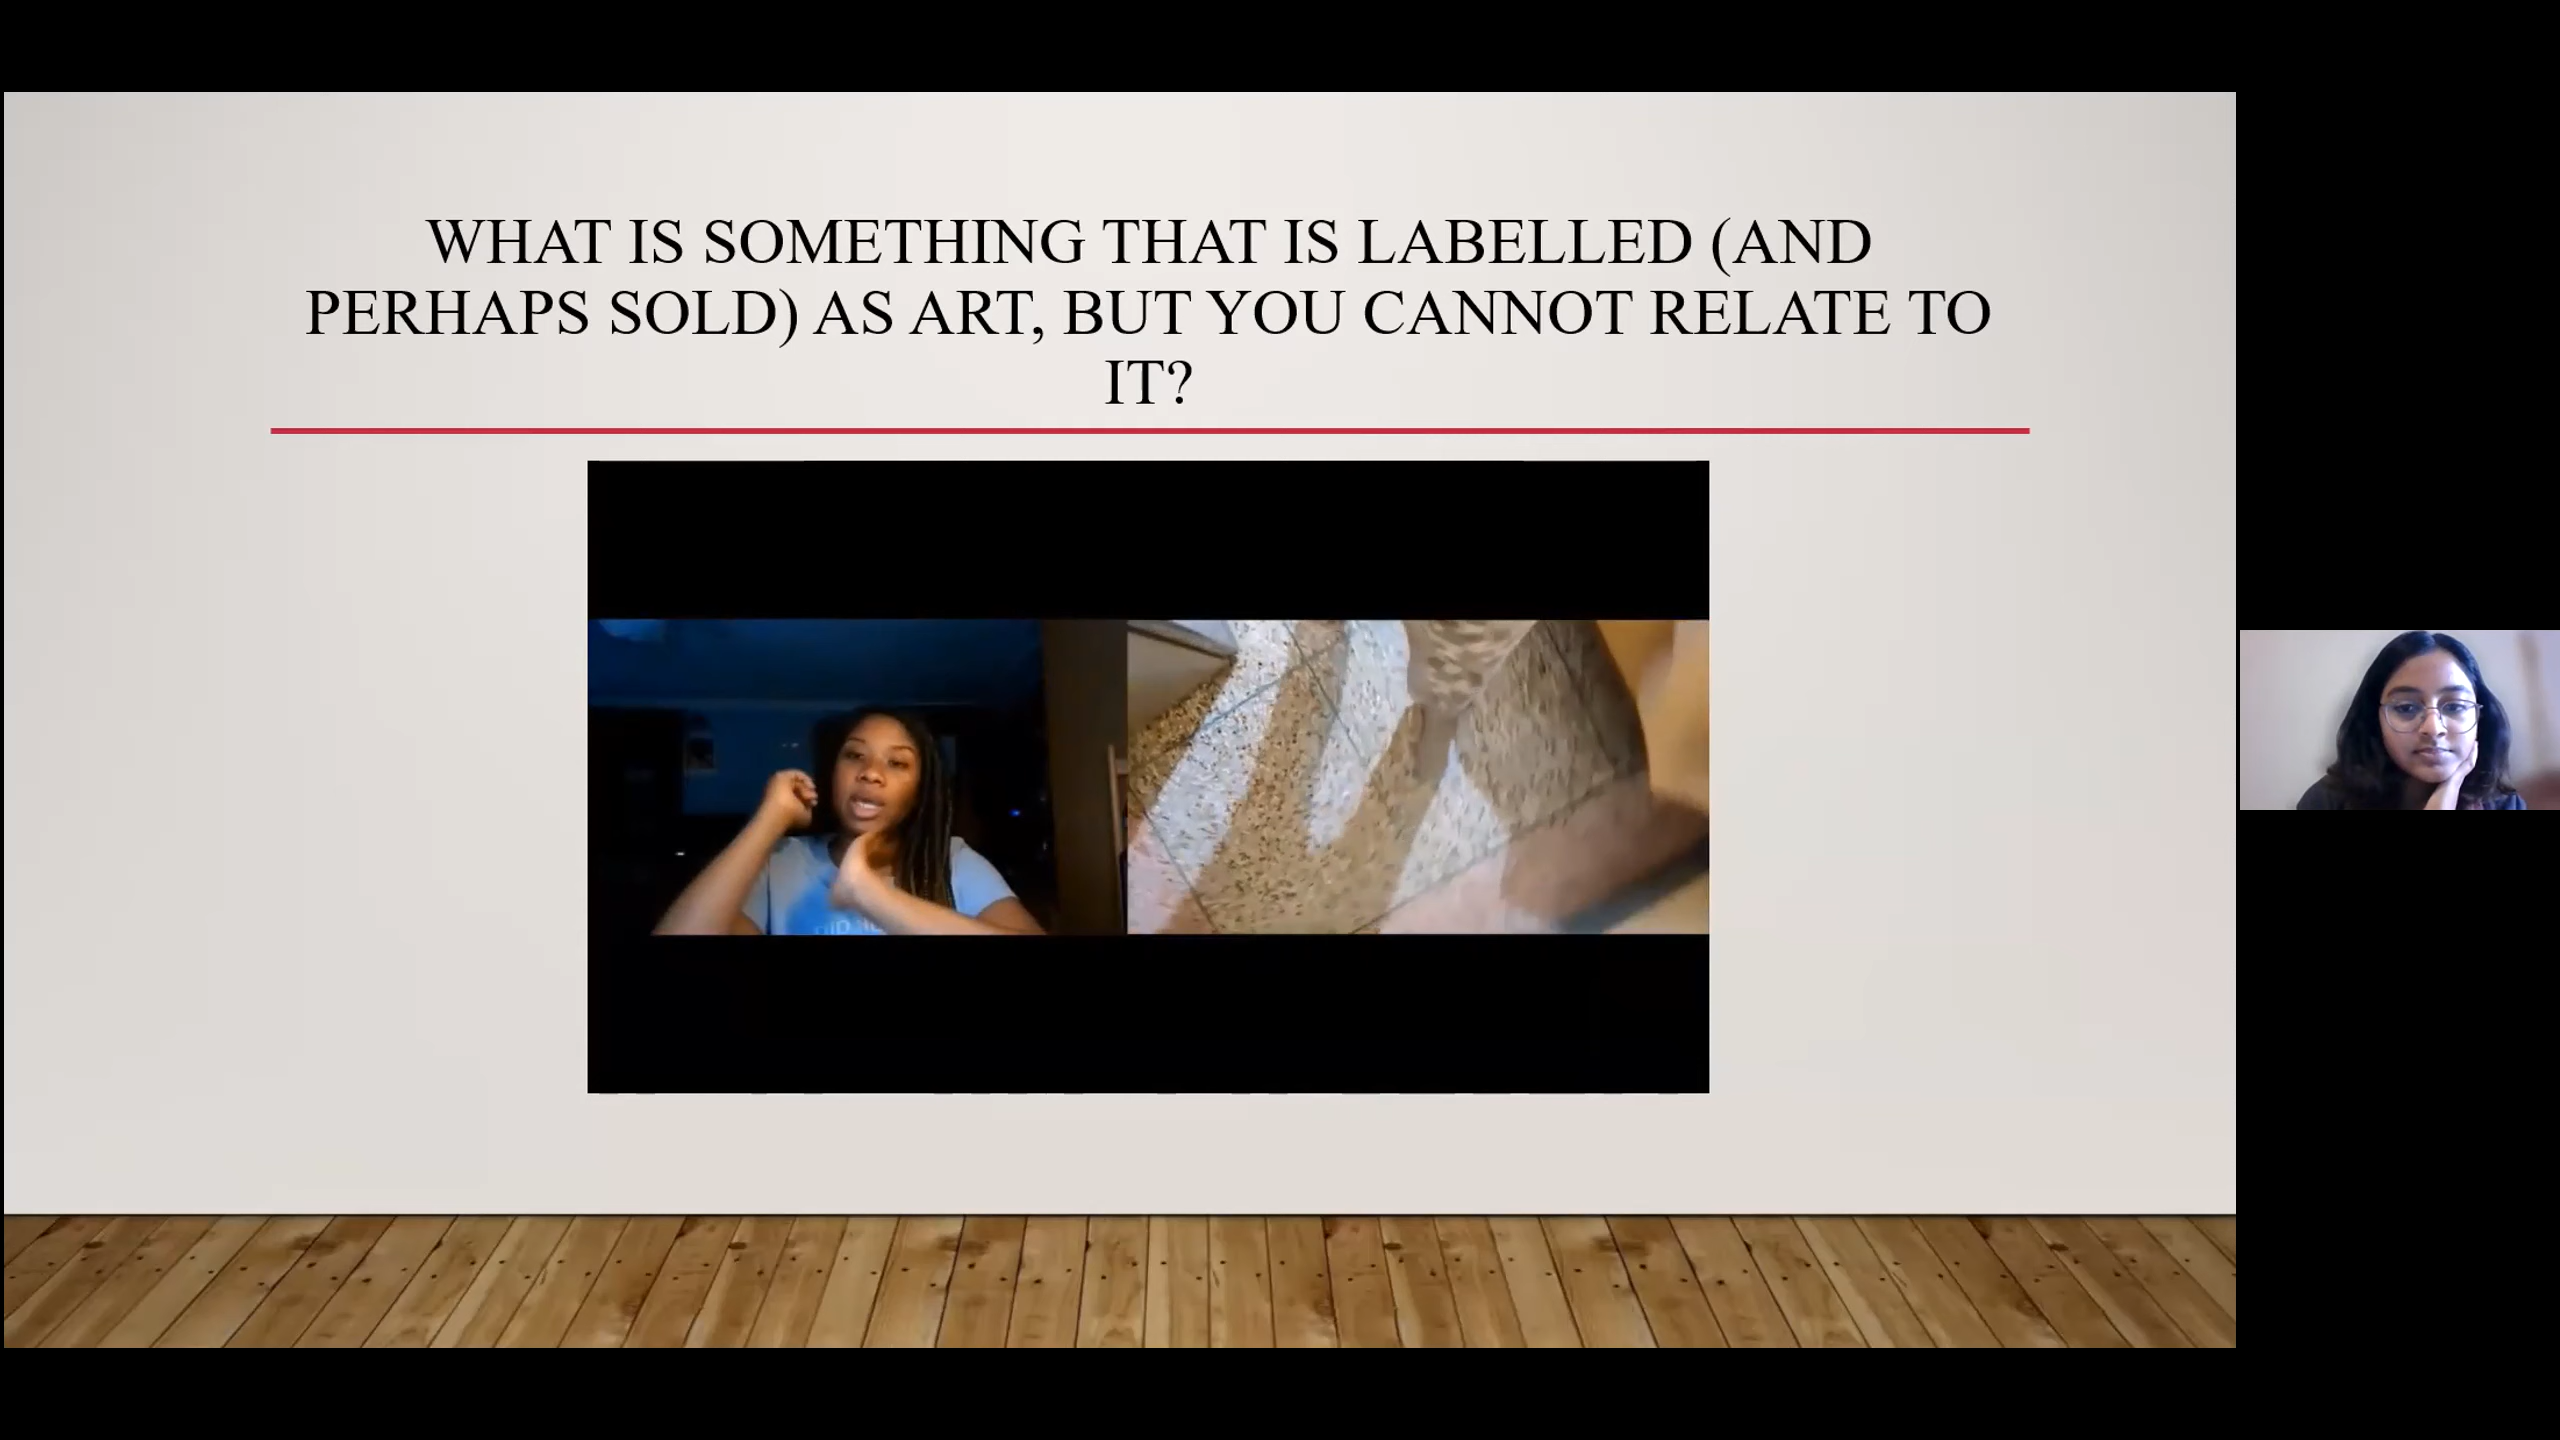 WHAT IS SOMETHING THAT IS LABELLED (AND
PERHAPS SOLD) AS ART, BUT YOU CANNOT RELATE TO
IT?